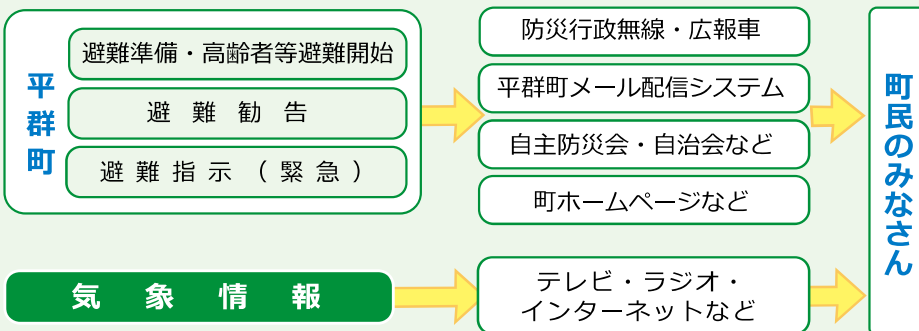 平群町
避難準備・高齢者等避難開始
避難勧告
避難指示（緊急）
防災行政無線・広報車
平群町メール配信システム
自主防災会・自治会など
町ホームページなど
町民のみなさん
気象情報
テレビ・ラジオ・
インターネットなど